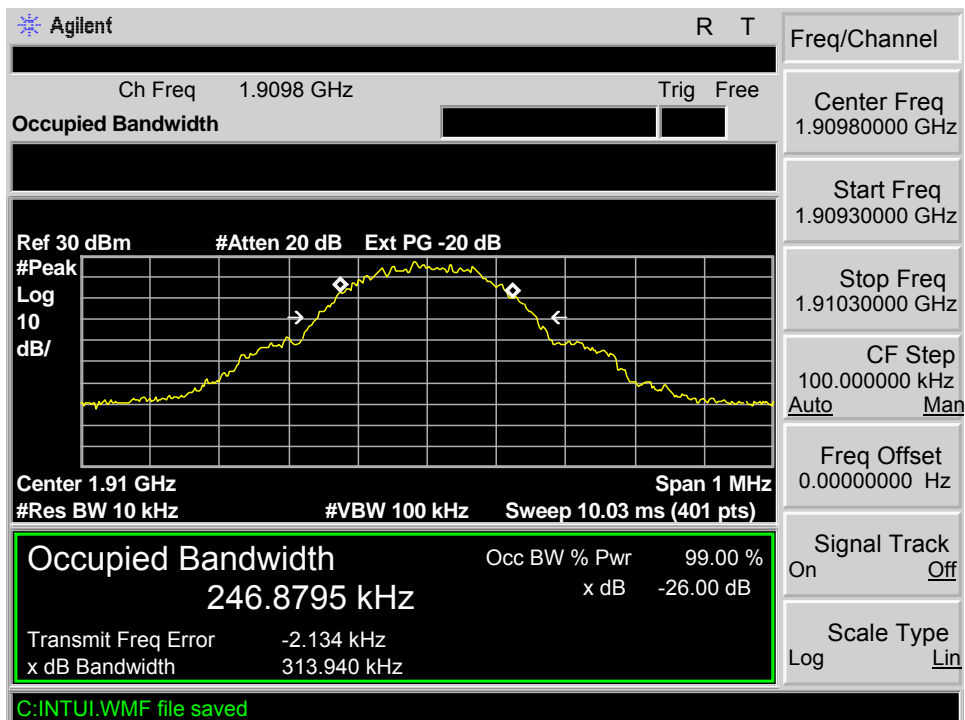 Agilent R T
Ch Freq 1.9098 GHz Trig Free
Occupied Bandwidth
Ref 30 dBm #Atten 20 dB Ext PG -20 dB
#Peak
Log
10
dB/
Center 1.91 GHz Span 1 MHz
#Res BW 10 kHz #VBW 100 kHz Sweep 10.03 ms (401 pts)
Occupied Bandwidth Occ BW % Pwr 99.00 %
246.8795 kHz x dB -26.00 dB
Transmit Freq Error -2.134 kHz
x dB Bandwidth 313.940 kHz
C:INTUI.WMF file saved
Freq/Channel
Center Freq
1.90980000 GHz
Start Freq
1.90930000 GHz
Stop Freq
1.91030000 GHz
CF Step
100.000000 kHz
Auto Man
Freq Offset
0.00000000 Hz
Signal Track
On Off
Scale Type
Log Lin